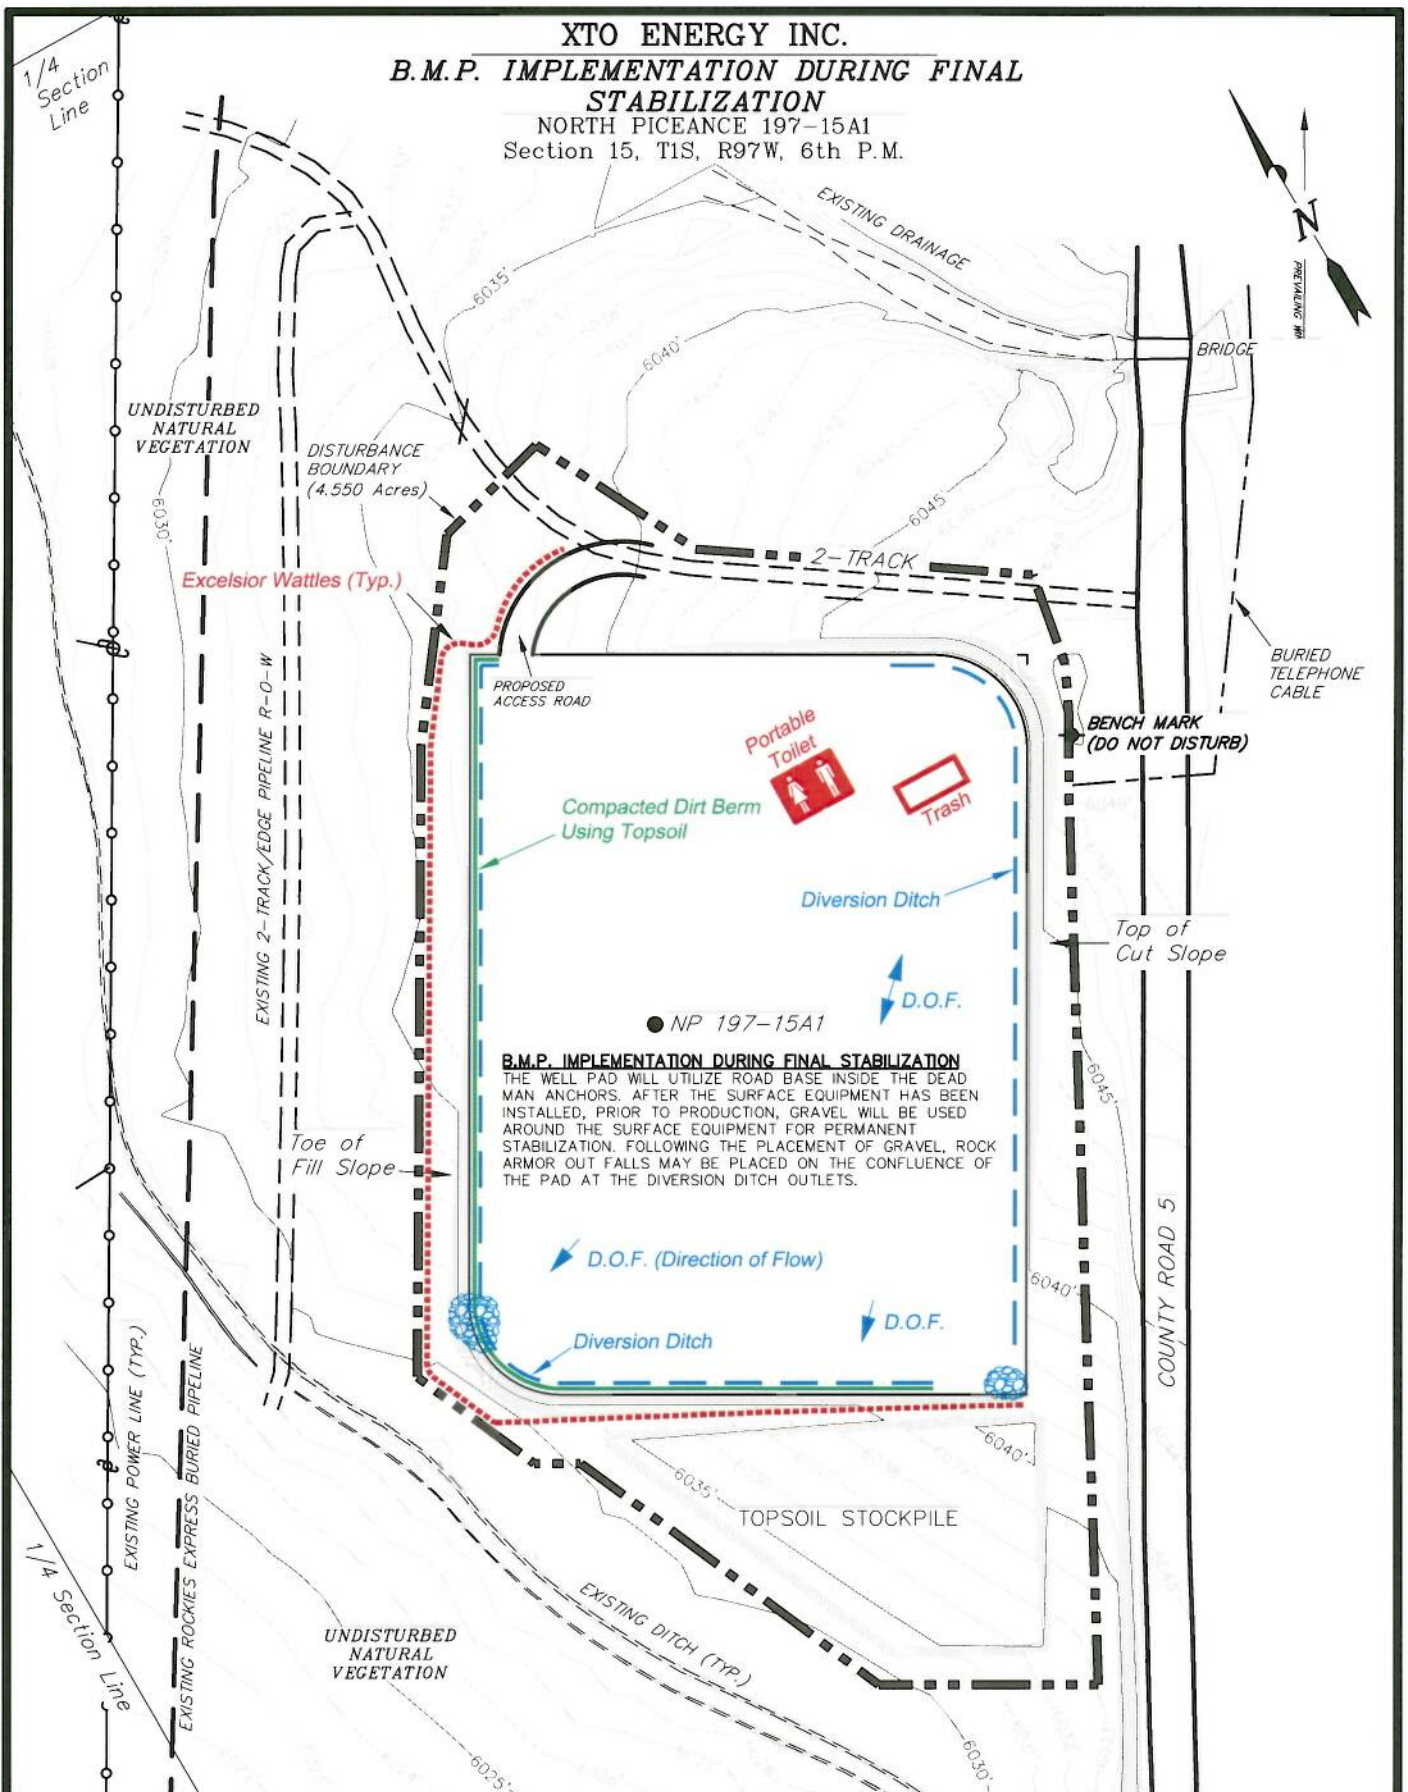 XTO ENERGY INC.
B.M.P. IMPLEMENTATION DURING FINAL
STABILIZATION
NORTH PICEANCE 197-15A1
Section 15, T1S, R97W, 6th P.M.
1/4
Section
Line
EXISTING DRAINAGE
N
PREVAILING
BRIDGE
6035'
6040'
UNDISTURBED
NATURAL
VEGETATION
DISTURBANCE
BOUNDARY
(4.550 Acres)
6030'
6045'
2-TRACK
Excelsior Wattles (Typ.)
BURIED
TELEPHONE
CABLE
PROPOSED
ACCESS ROAD
EXISTING 2-TRACK/EDGE PIPELINE R-O-W
BENCH MARK
(DO NOT DISTURB)
Portable
Toilet
Trash
Compacted Dirt Berm
Using Topsoil
Diversion Ditch
Top of
Cut Slope
D.O.F.
NP 197-15A1
B.M.P. IMPLEMENTATION DURING FINAL STABILIZATION
THE WELL PAD WILL UTILIZE ROAD BASE INSIDE THE DEAD
MAN ANCHORS. AFTER THE SURFACE EQUIPMENT HAS BEEN
INSTALLED, PRIOR TO PRODUCTION, GRAVEL WILL BE USED
AROUND THE SURFACE EQUIPMENT FOR PERMANENT
STABILIZATION. FOLLOWING THE PLACEMENT OF GRAVEL, ROCK
ARMOR OUT FALLS MAY BE PLACED ON THE CONFLUENCE OF
THE PAD AT THE DIVERSION DITCH OUTLETS.
6045'
Toe of
Fill Slope
COUNTY ROAD 5
D.O.F. (Direction of Flow)
6040'
D.O.F.
Diversion Ditch
EXISTING POWER LINE (TYP.)
EXISTING ROCKIES EXPRESS BURIED PIPELINE
6040'
6035'
TOPSOIL STOCKPILE
1/4 Section Line
EXISTING DITCH (TYP.)
UNDISTURBED
NATURAL
VEGETATION
6025'
6030'